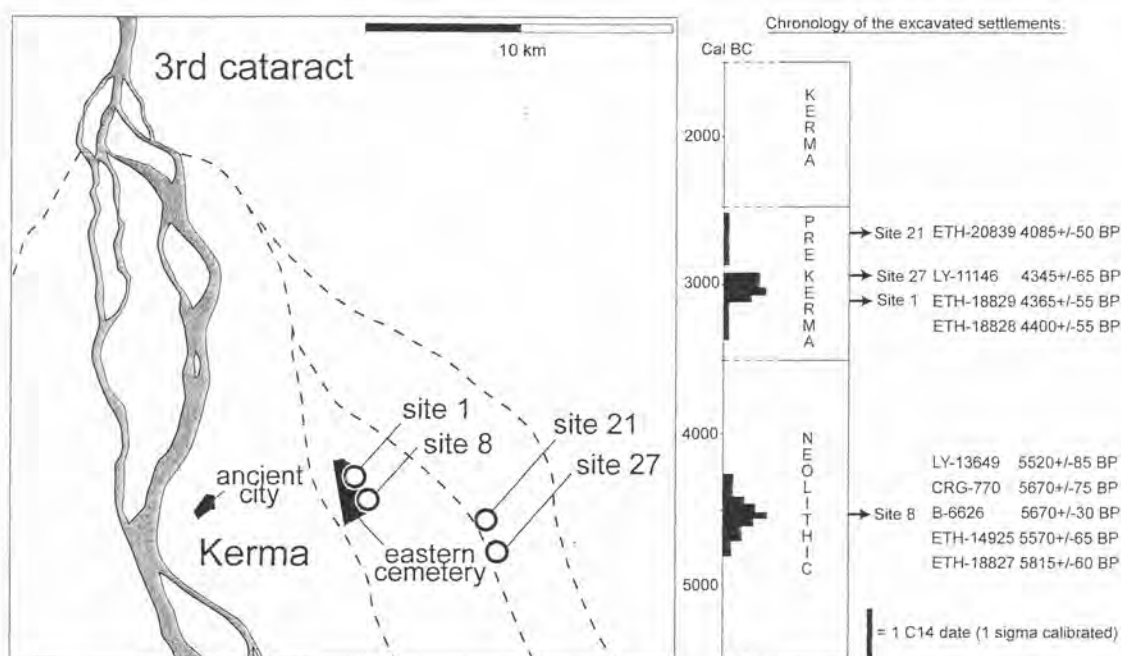 10 km
3rd cataract
site 1
site 8
site 21
site 27
ancient
city
Kerma
eastern
cemetery
Chronology of the excavated settlements:
Cal BC
2000
3000
4000
5000
KERMA
PRE KERMA
NEOLITHIC
Site 21 ETH-20839 4085+/-50 BP
Site 27 LY-11146 4345+/-65 BP
Site 1 ETH-18829 4365+/-55 BP
ETH-18828 4400+/-55 BP
LY-13649 5520+/-85 BP
CRG-770 5670+/-75 BP
Site 8 B-6626 5670+/-30 BP
ETH-14925 5570+/-65 BP
ETH-18827 5815+/-60 BP
= 1 C14 date (1 sigma calibrated)